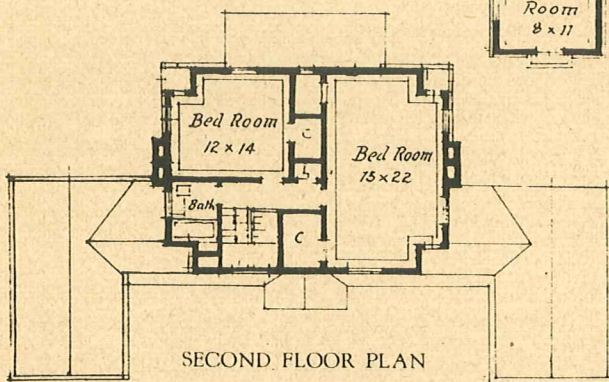 Room
8 x 11
Bed Room
12 x 14
C
Bed Room
15 x 22
L
Bath
C
SECOND FLOOR PLAN